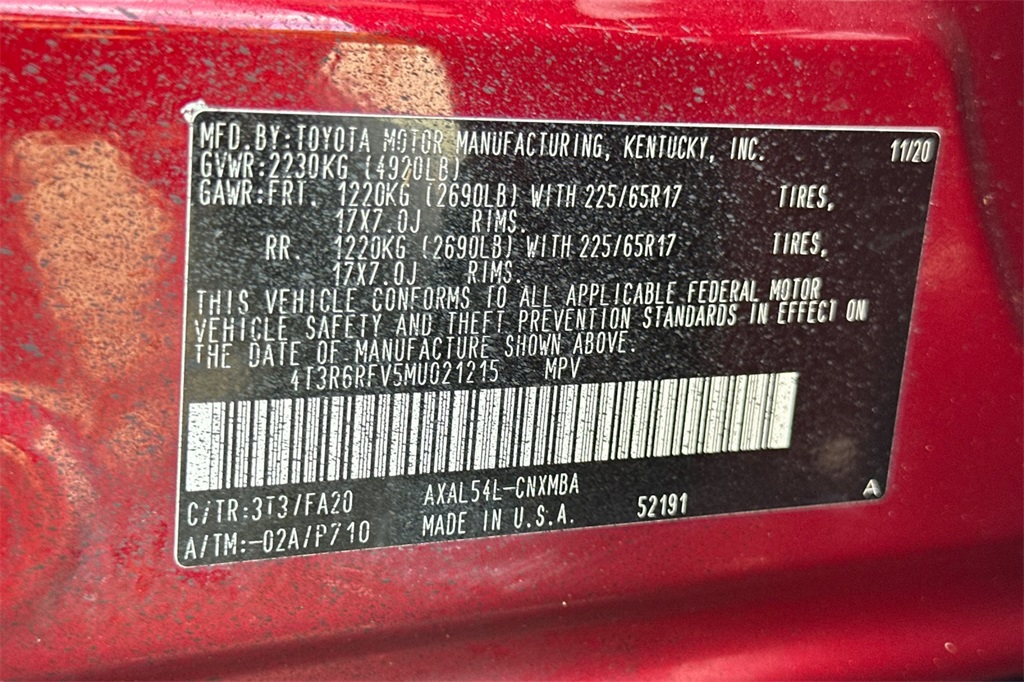 MFD.BY:TOYOTA MOTOR MANUFACTURING, KENTUCKY, INC. 11/20
GVWR:2230KG (4920LB)
GAWR:FRT. 1220KG (2690LB) WITH 225/65R17 TIRES,
17X7.0J RIMS.
RR. 1220KG (2690LB) WITH 225/65R17 TIRES,
17X7.0J RIMS
THIS VEHICLE CONFORMS TO ALL APPLICABLE FEDERAL MOTOR
VEHICLE SAFETY AND THEFT PREVENTION STANDARDS IN EFFECT ON
THE DATE OF MANUFACTURE SHOWN ABOVE.
4T3R6RFV5MU021215 MPV
C/TR:3T3/FA20 AXAL54L-CNXMBA
A/TM:-02A/P710 MADE IN U.S.A. 52191 A